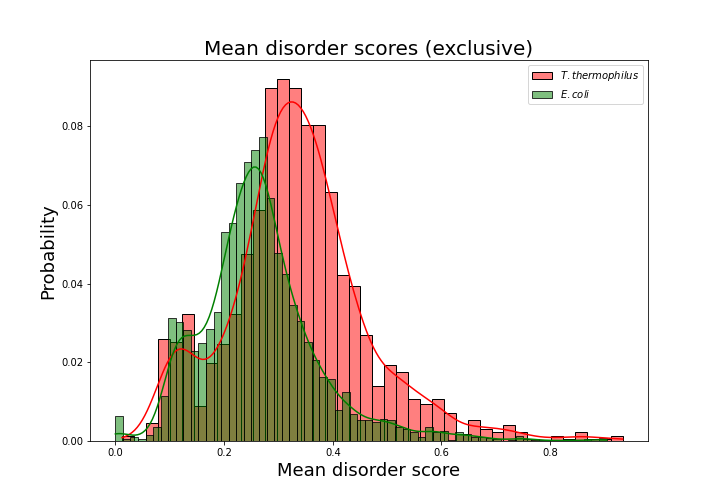 Mean disorder scores (exclusive)
T. thermophilus
E. coli
Probability
0.08
0.06
0.04
0.02
0.00
0.0 0.2 0.4 0.6 0.8
Mean disorder score